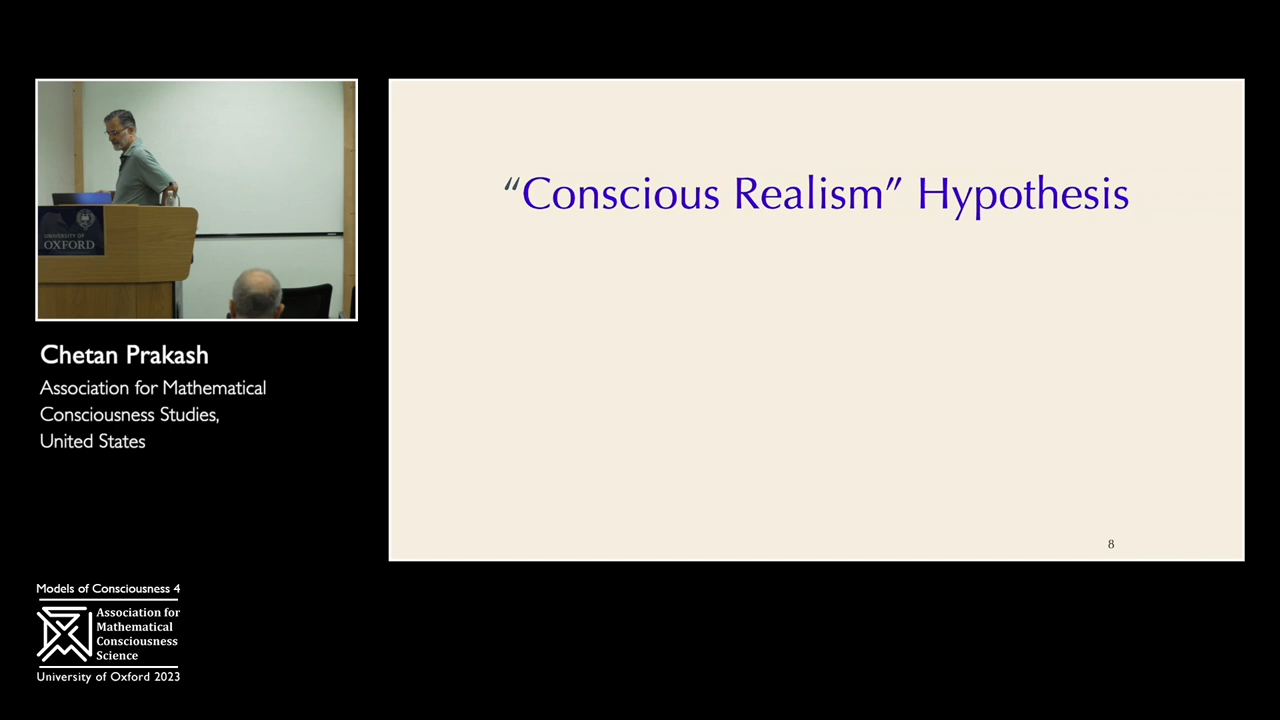 UNIVERSITY OF
OXFORD
Chetan Prakash
Association for Mathematical
Consciousness Studies,
United States
“Conscious Realism” Hypothesis
8
Models of Consciousness 4
Association for
Mathematical
Consciousness
Science
University of Oxford 2023